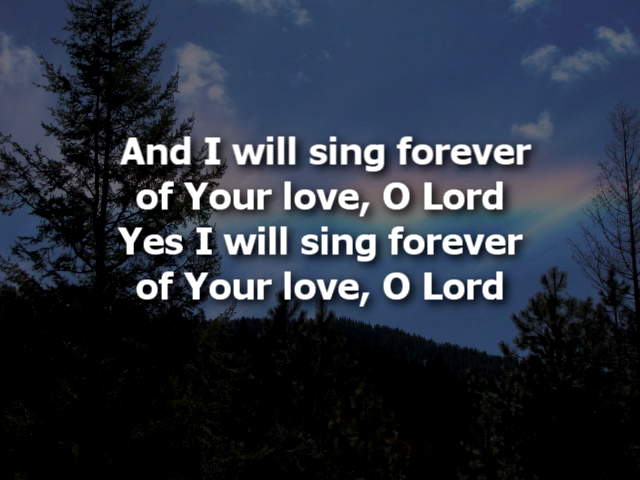 And I will sing forever
of Your love, O Lord
Yes I will sing forever
of Your love, O Lord